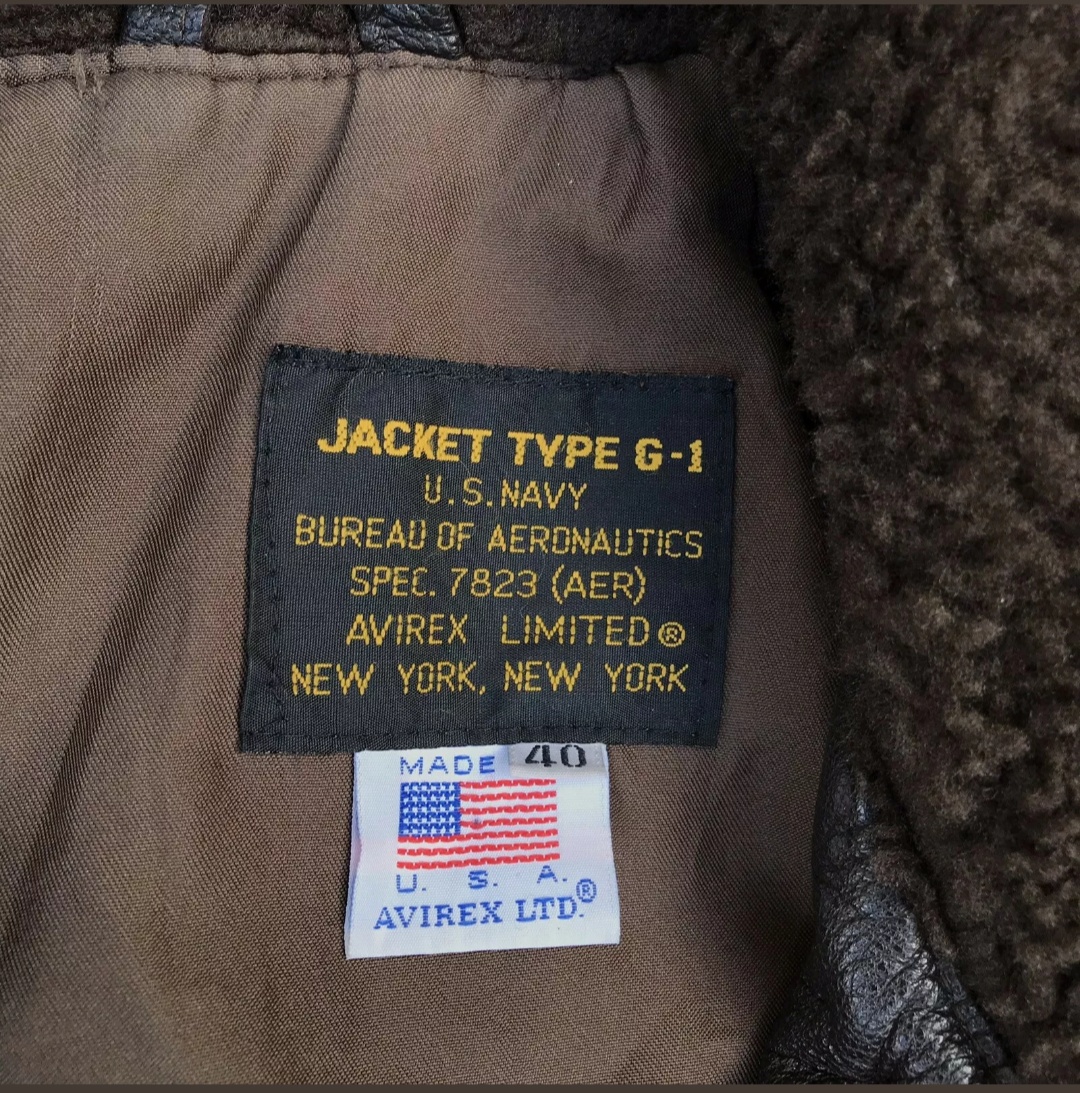 JACKET TYPE G-1
U.S. NAVY
BUREAU OF AERONAUTICS
SPEC. 7823 (AER)
AVIREX LIMITED®
NEW YORK, NEW YORK
MADE 40
U. S. A.
AVIREX LTD.®